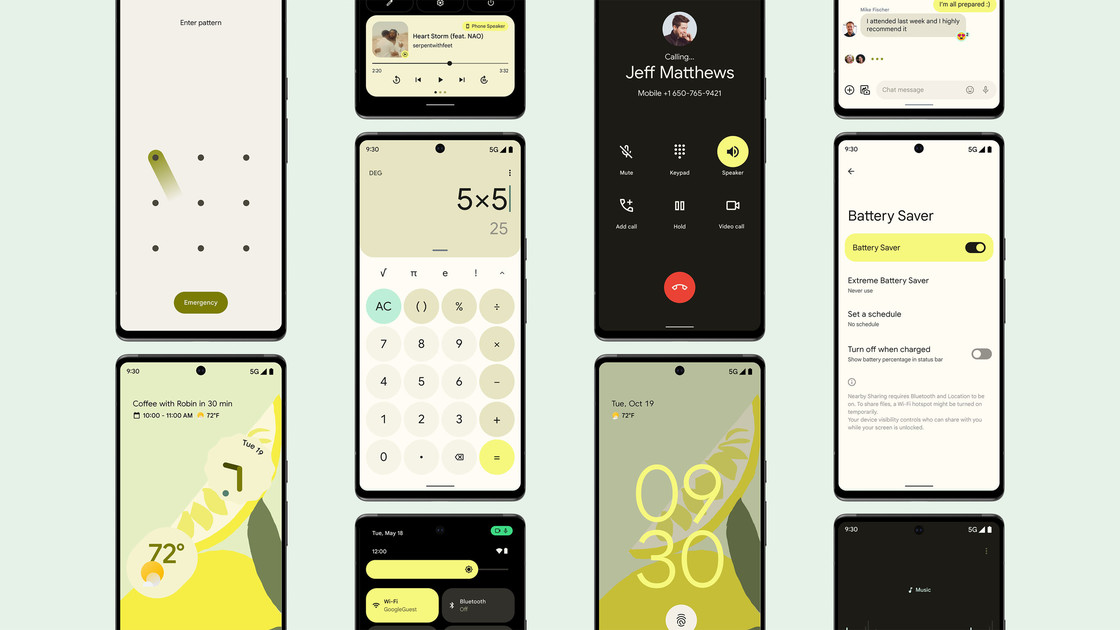 Enter pattern
Emergency
9:30
5G
Coffee with Robin in 30 min
10:00 - 11:00 AM 72°F
Tue 19
72°
Phone Speaker
Heart Storm (feat. NAO)
serpentwithfeet
2:20
3:32
9:30
5G
DEG
5×5
25
√ π e ! ^
AC ( ) % ÷
7 8 9 ×
4 5 6 −
1 2 3 +
0 . =
Tue, May 18
12:00
Wi-Fi
GoogleGuest
Bluetooth
Off
Calling...
Jeff Matthews
Mobile +1 650-765-9421
Mute
Keypad
Speaker
Add call
Hold
Video call
5G
Tue, Oct 19
72°F
09
30
I'm all prepared :)
Mike Fischer
I attended last week and I highly
recommend it
Chat message
9:30
5G
Battery Saver
Battery Saver
Extreme Battery Saver
Never use
Set a schedule
No schedule
Turn off when charged
Show battery percentage in status bar
Nearby Sharing requires Bluetooth and Location to be
on. To share files, a Wi-Fi hotspot might be turned on
temporarily.
Your device visibility controls who can share with you
while your screen is unlocked.
9:30
5G
Music